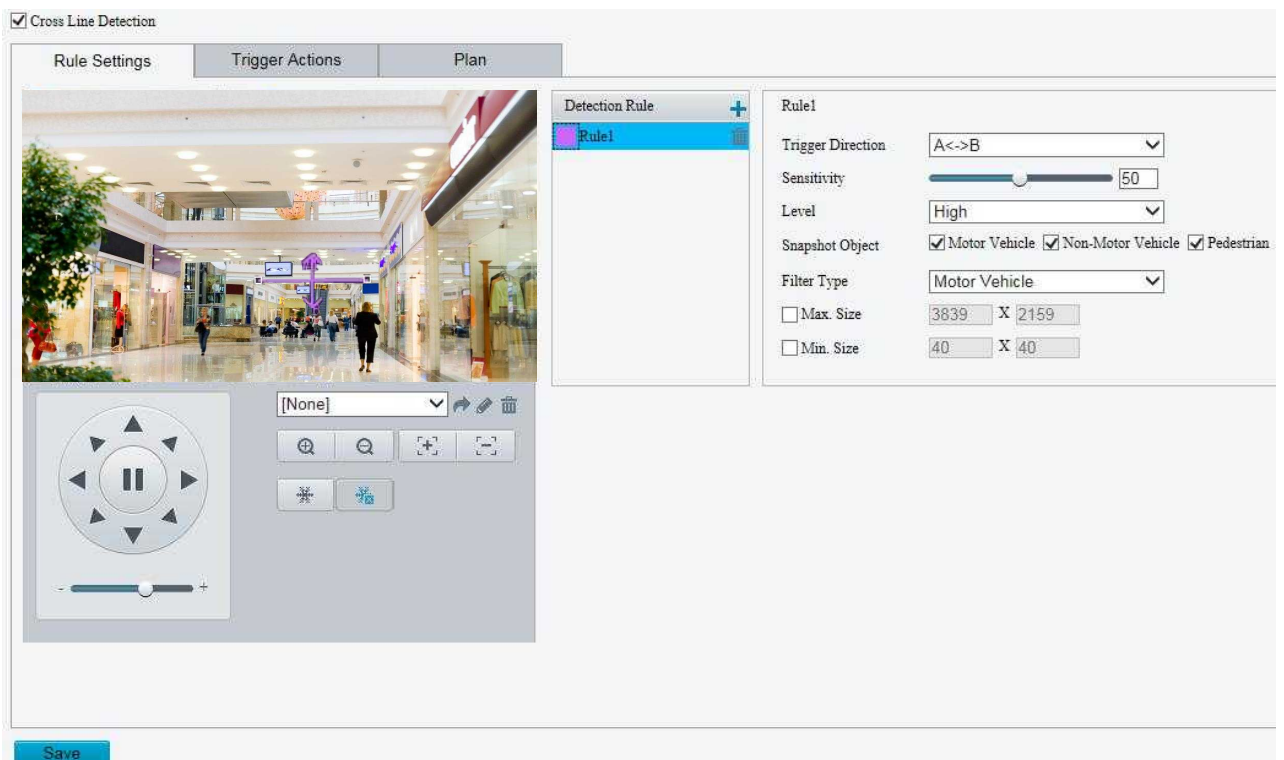 Cross Line Detection
Rule Settings
Trigger Actions
Plan
Detection Rule
Rule1
Rule1
Trigger Direction A<->B
Sensitivity 50
Level High
Snapshot Object Motor Vehicle Non-Motor Vehicle Pedestrian
Filter Type Motor Vehicle
Max. Size 3839 X 2159
Min. Size 40 X 40
[None]
- +
Save